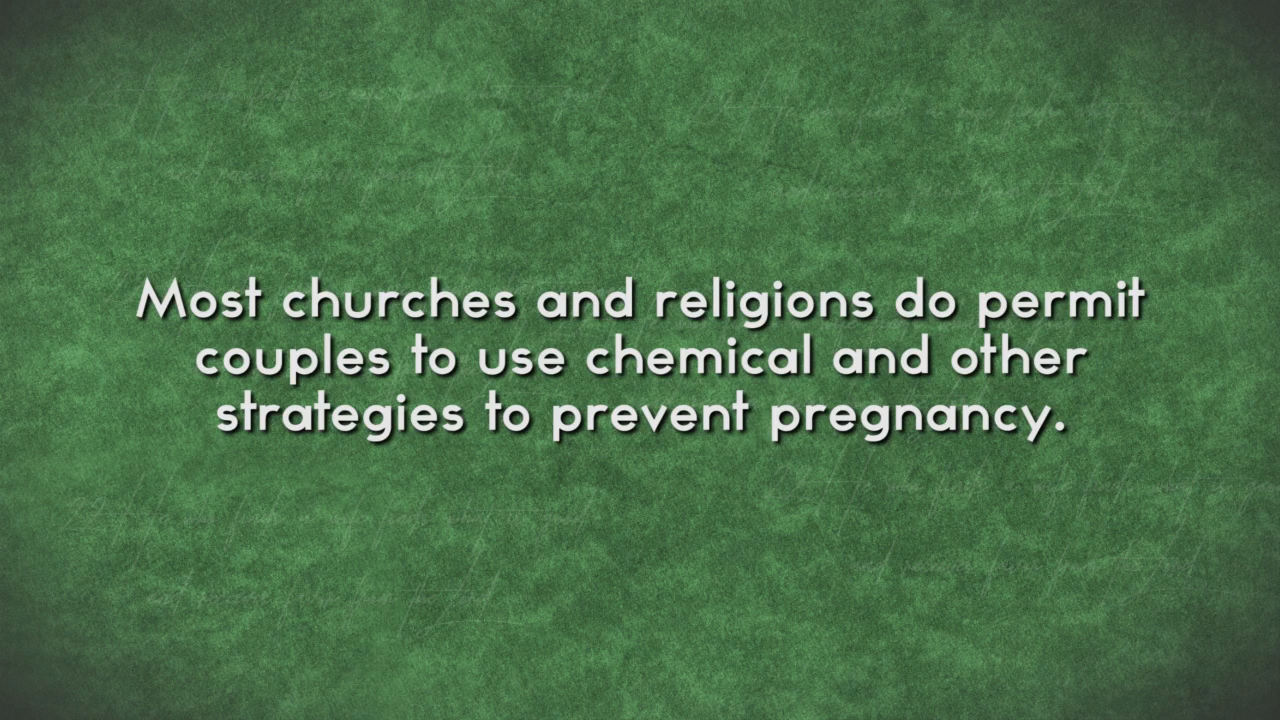 Most churches and religions do permit
couples to use chemical and other
strategies to prevent pregnancy.